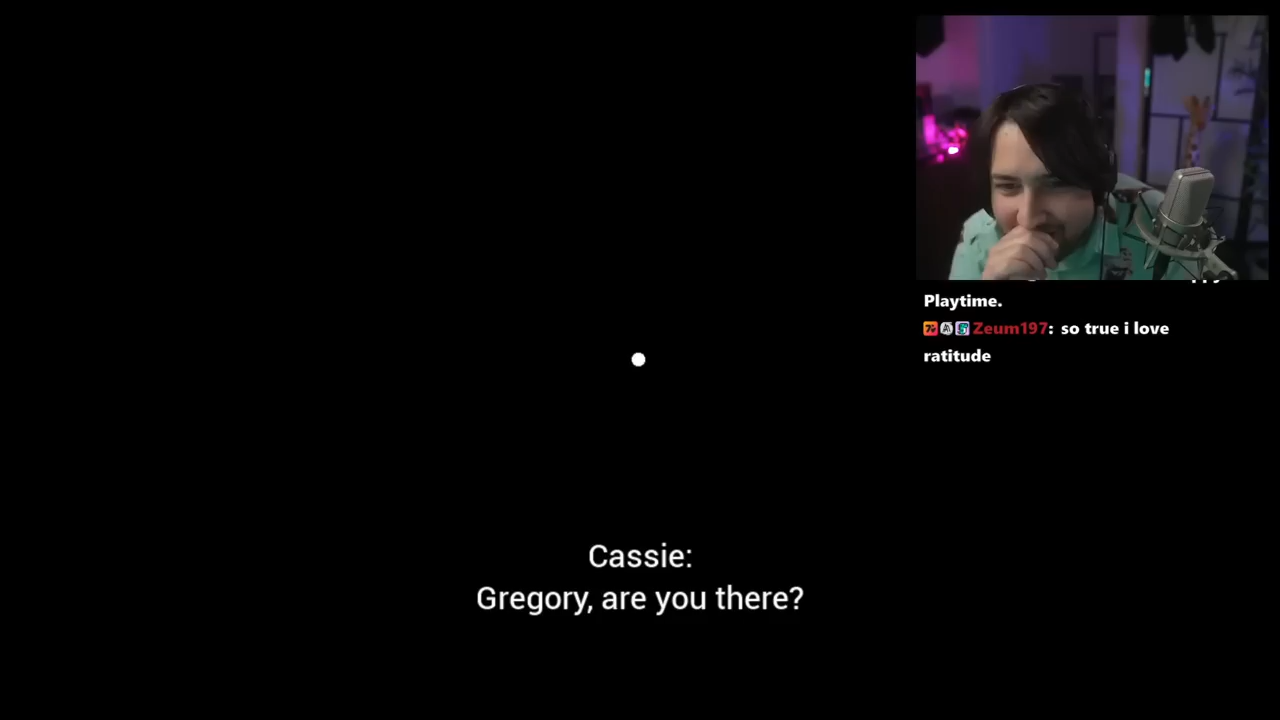 Playtime.
Zeum197: so true i love
ratitude
Cassie:
Gregory, are you there?